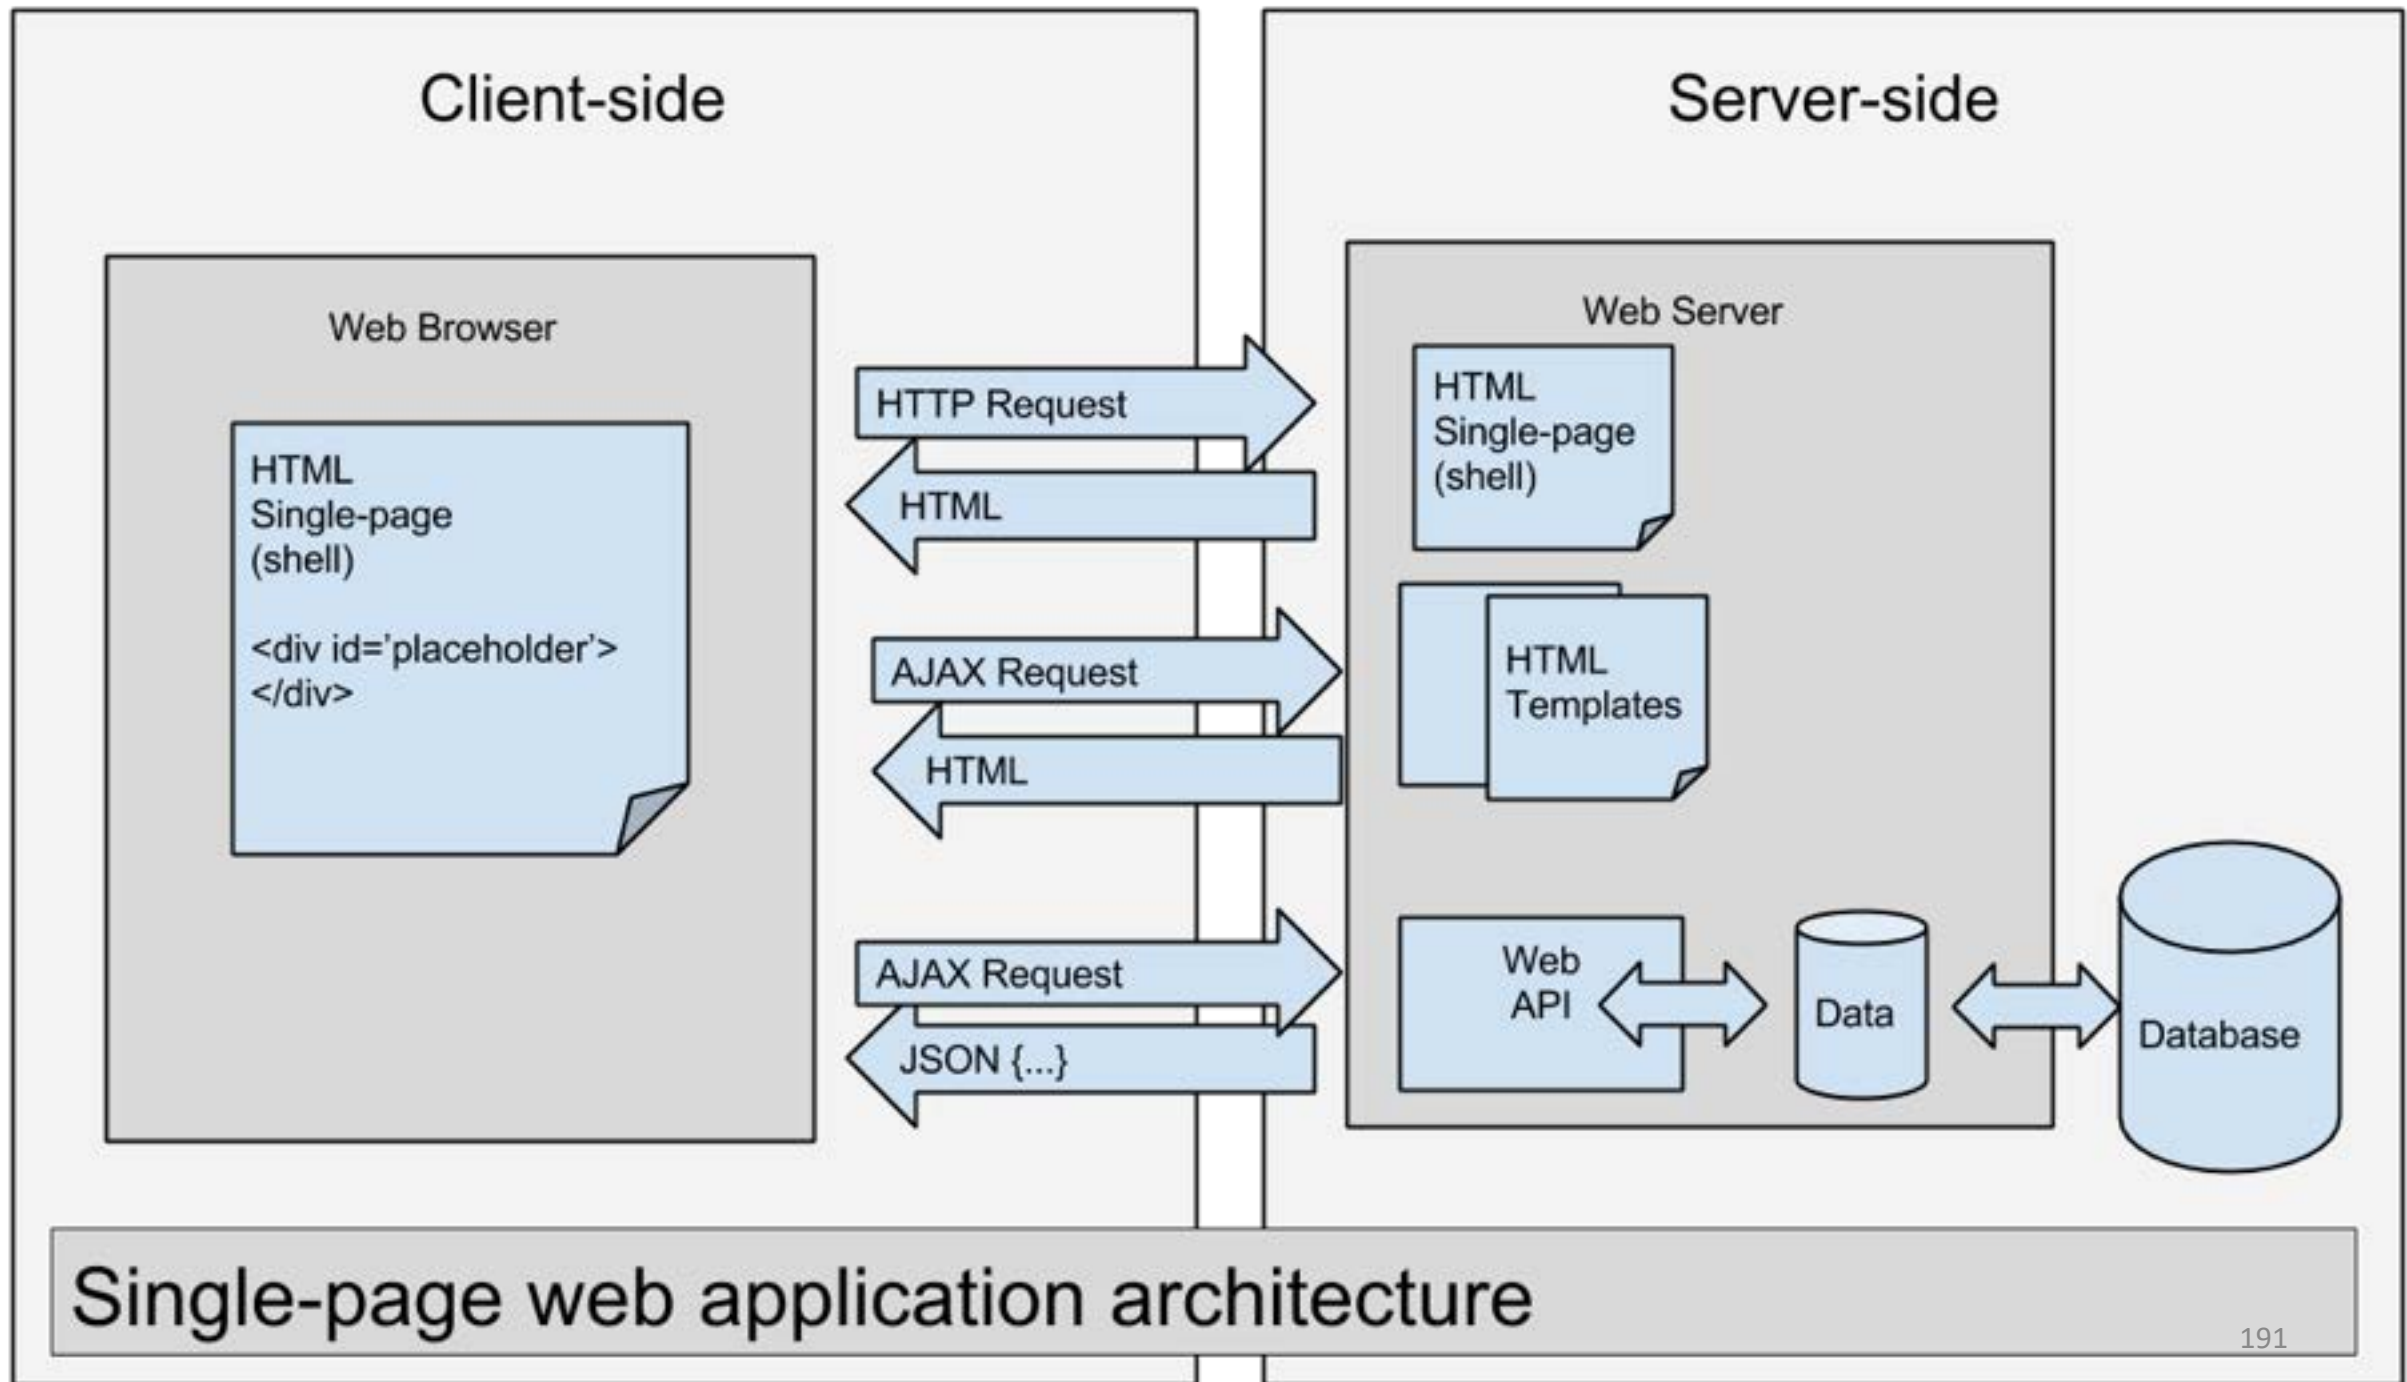 Client-side
Server-side
Web Browser
HTML
Single-page
(shell)
<div id=’placeholder’>
</div>
HTTP Request
HTML
AJAX Request
HTML
AJAX Request
JSON {...}
Web Server
HTML
Single-page
(shell)
HTML
Templates
Web
API
Data
Database
Single-page web application architecture
191